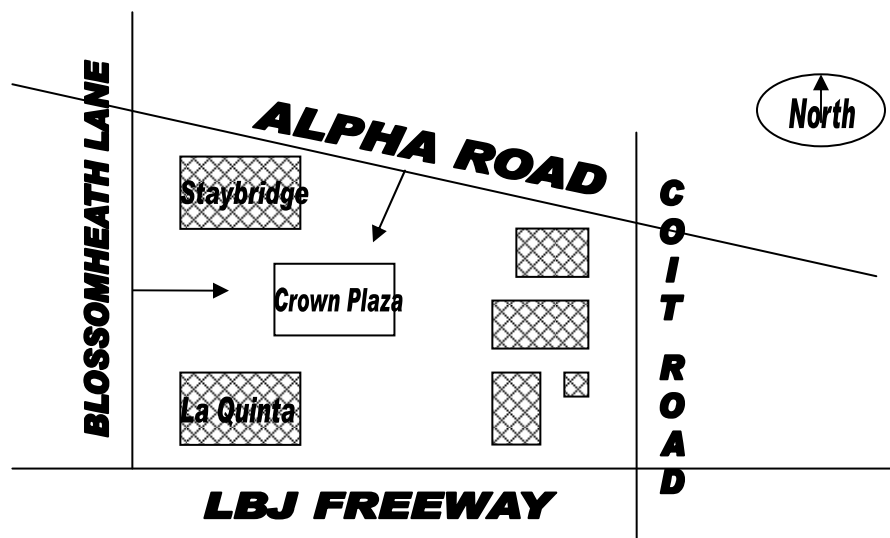 ALPHA ROAD
North
BLOSSOMHEATH LANE
Staybridge
COIT ROAD
Crown Plaza
La Quinta
LBJ FREEWAY